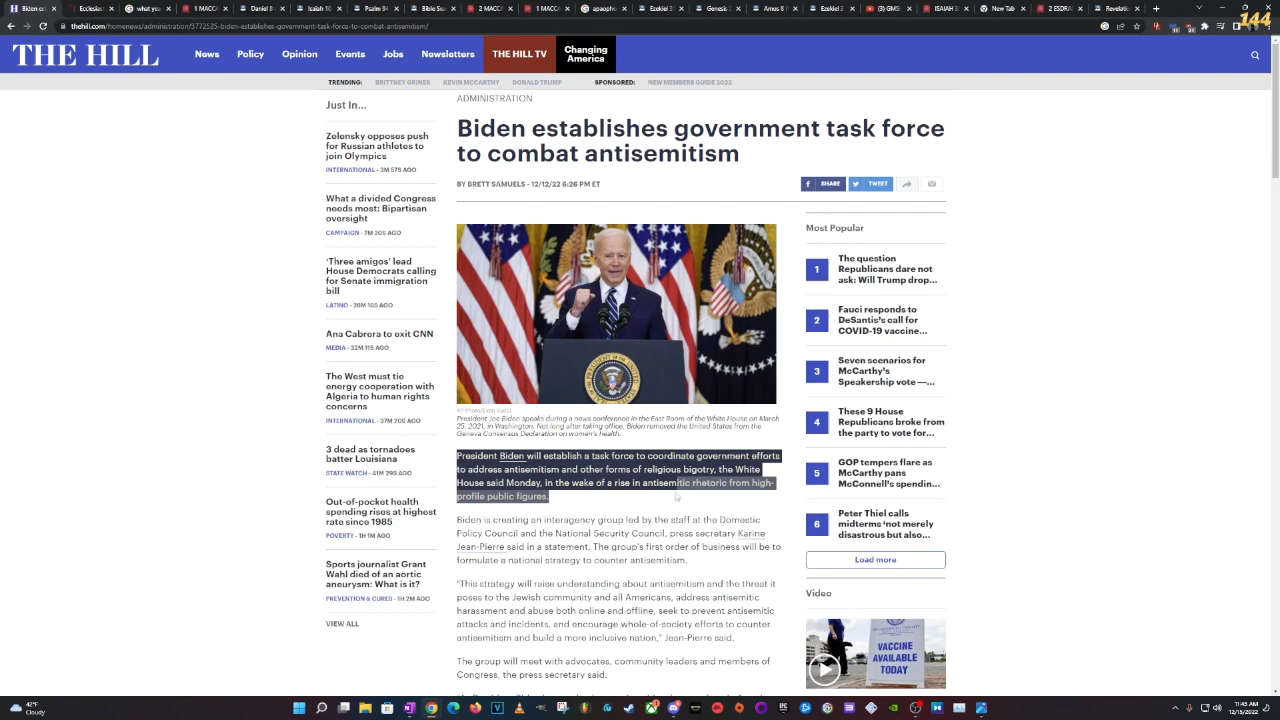 thehill.com/homenews/administration/3772525-biden-establishes-government-task-force-to-combat-antisemitism/
144
THE HILL
News Policy Opinion Events Jobs Newsletters THE HILL TV Changing America
TRENDING: BRITTNEY GRINER KEVIN MCCARTHY DONALD TRUMP SPONSORED: NEW MEMBERS GUIDE 2023
Just In...
Zelensky opposes push
for Russian athletes to
join Olympics
INTERNATIONAL - 3M 57S AGO
What a divided Congress
needs most: Bipartisan
oversight
CAMPAIGN - 7M 20S AGO
'Three amigos' lead
House Democrats calling
for Senate immigration
bill
LATINO - 28M 18S AGO
Ana Cabrera to exit CNN
MEDIA - 32M 11S AGO
The West must tie
energy cooperation with
Algeria to human rights
concerns
INTERNATIONAL - 37M 20S AGO
3 dead as tornadoes
batter Louisiana
STATE WATCH - 41M 29S AGO
Out-of-pocket health
spending rises at highest
rate since 1985
POVERTY - 1H 1M AGO
Sports journalist Grant
Wahl died of an aortic
aneurysm: What is it?
PREVENTION & CURES - 1H 2M AGO
VIEW ALL
ADMINISTRATION
Biden establishes government task force
to combat antisemitism
BY BRETT SAMUELS - 12/12/22 6:26 PM ET
SHARE TWEET
AP Photo/Evan Vucci
President Joe Biden speaks during a news conference in the East Room of the White House on March
25, 2021, in Washington. Not long after taking office, Biden removed the United States from the
Geneva Consensus Declaration on women's health.
President Biden will establish a task force to coordinate government efforts
to address antisemitism and other forms of religious bigotry, the White
House said Monday, in the wake of a rise in antisemitic rhetoric from high-
profile public figures.
Biden is creating an interagency group led by the staff at the Domestic
Policy Council and the National Security Council, press secretary Karine
Jean-Pierre said in a statement. The group's first order of business will be to
formulate a national strategy to counter antisemitism.
"This strategy will raise understanding about antisemitism and the threat it
poses to the Jewish community and all Americans, address antisemitic
harassment and abuse both online and offline, seek to prevent antisemitic
attacks and incidents, and encourage whole-of-society efforts to counter
antisemitism and build a more inclusive nation," Jean-Pierre said.
The group will meet with advocates, community leaders and members of
Congress, the press secretary said.
Most Popular
1 The question
Republicans dare not
ask: Will Trump drop...
2 Fauci responds to
DeSantis's call for
COVID-19 vaccine...
3 Seven scenarios for
McCarthy's
Speakership vote —...
4 These 9 House
Republicans broke from
the party to vote for...
5 GOP tempers flare as
McCarthy pans
McConnell's spendin...
6 Peter Thiel calls
midterms 'not merely
disastrous but also...
Load more
Video
VACCINE
AVAILABLE
TODAY
42°F
Cloudy
11:45 AM
12/15/2022